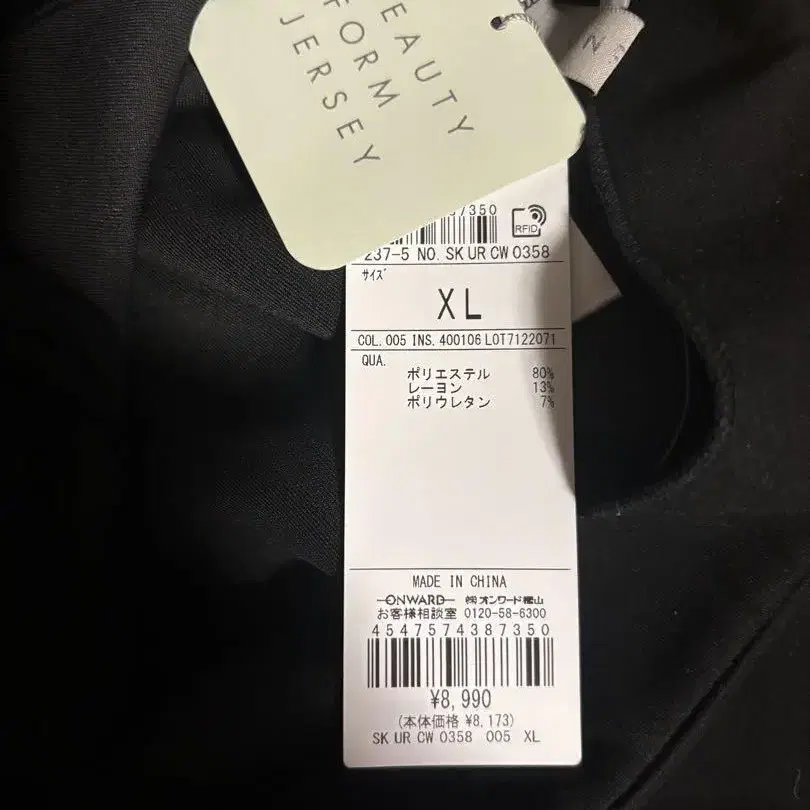 BEAUTY
FORM
JERSEY
7350
RFID
237-5 NO. SK UR CW 0358
サイズ
XL
COL. 005 INS. 400106 LOT7122071
QUA.
ポリエステル 80%
レーヨン 13%
ポリウレタン 7%
MADE IN CHINA
ONWARD ㈱オンワード樫山
お客様相談室 0120-58-6300
4547574387350
¥8,990
(本体価格 ¥8,173)
SK UR CW 0358 005 XL